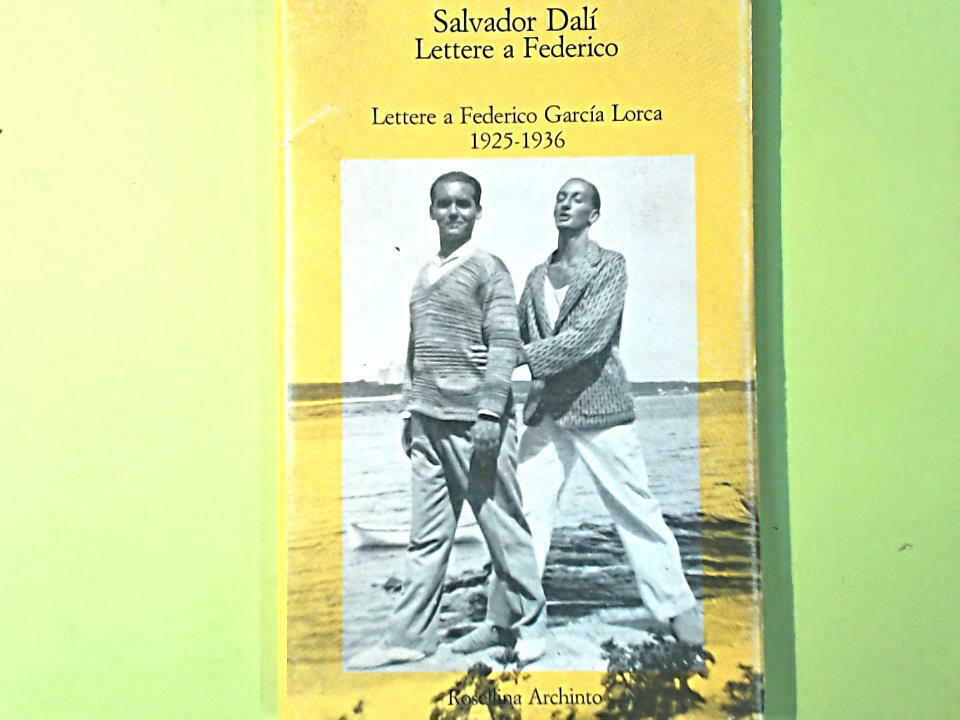 Salvador Dalí
Lettere a Federico
Lettere a Federico García Lorca
1925-1936
Rosellina Archinto